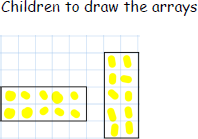 Children to draw the arrays